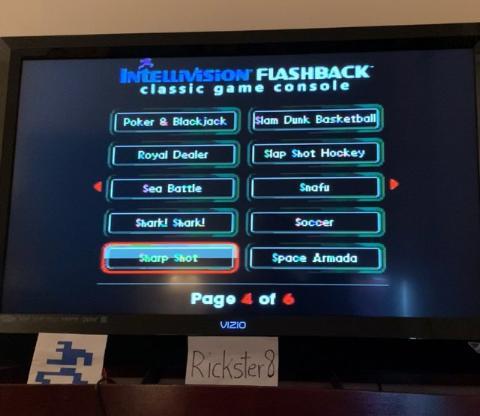 INTELLIVISION FLASHBACK
classic game console
Poker & Blackjack
Slam Dunk Basketball
Royal Dealer
Slap Shot Hockey
Sea Battle
Snafu
Shark! Shark!
Soccer
Sharp Shot
Space Armada
Page 4 of 6
VIZIO
Rickster8